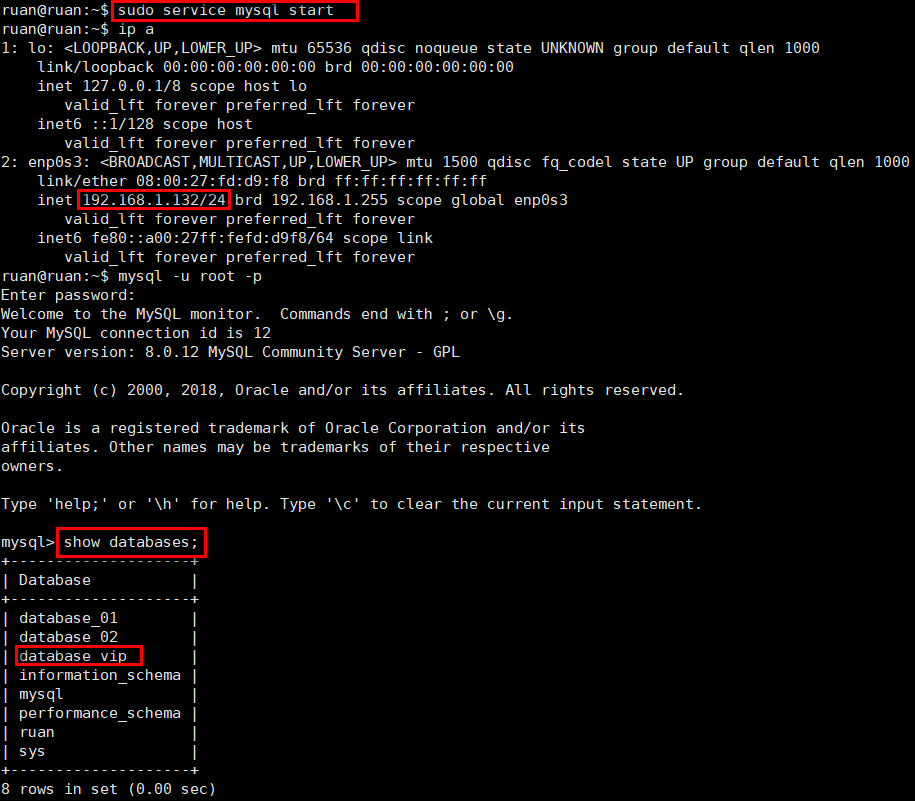 ruan@ruan:~$ sudo service mysql start
ruan@ruan:~$ ip a
1: lo: <LOOPBACK,UP,LOWER_UP> mtu 65536 qdisc noqueue state UNKNOWN group default qlen 1000
    link/loopback 00:00:00:00:00:00 brd 00:00:00:00:00:00
    inet 127.0.0.1/8 scope host lo
       valid_lft forever preferred_lft forever
    inet6 ::1/128 scope host
       valid_lft forever preferred_lft forever
2: enp0s3: <BROADCAST,MULTICAST,UP,LOWER_UP> mtu 1500 qdisc fq_codel state UP group default qlen 1000
    link/ether 08:00:27:fd:d9:f8 brd ff:ff:ff:ff:ff:ff
    inet 192.168.1.132/24 brd 192.168.1.255 scope global enp0s3
       valid_lft forever preferred_lft forever
    inet6 fe80::a00:27ff:fefd:d9f8/64 scope link
       valid_lft forever preferred_lft forever
ruan@ruan:~$ mysql -u root -p
Enter password:
Welcome to the MySQL monitor.  Commands end with ; or \g.
Your MySQL connection id is 12
Server version: 8.0.12 MySQL Community Server - GPL

Copyright (c) 2000, 2018, Oracle and/or its affiliates. All rights reserved.

Oracle is a registered trademark of Oracle Corporation and/or its
affiliates. Other names may be trademarks of their respective
owners.

Type 'help;' or '\h' for help. Type '\c' to clear the current input statement.

mysql> show databases;
+--------------------+
| Database           |
+--------------------+
| database_01        |
| database_02        |
| database_vip       |
| information_schema |
| mysql              |
| performance_schema |
| ruan               |
| sys                |
+--------------------+
8 rows in set (0.00 sec)